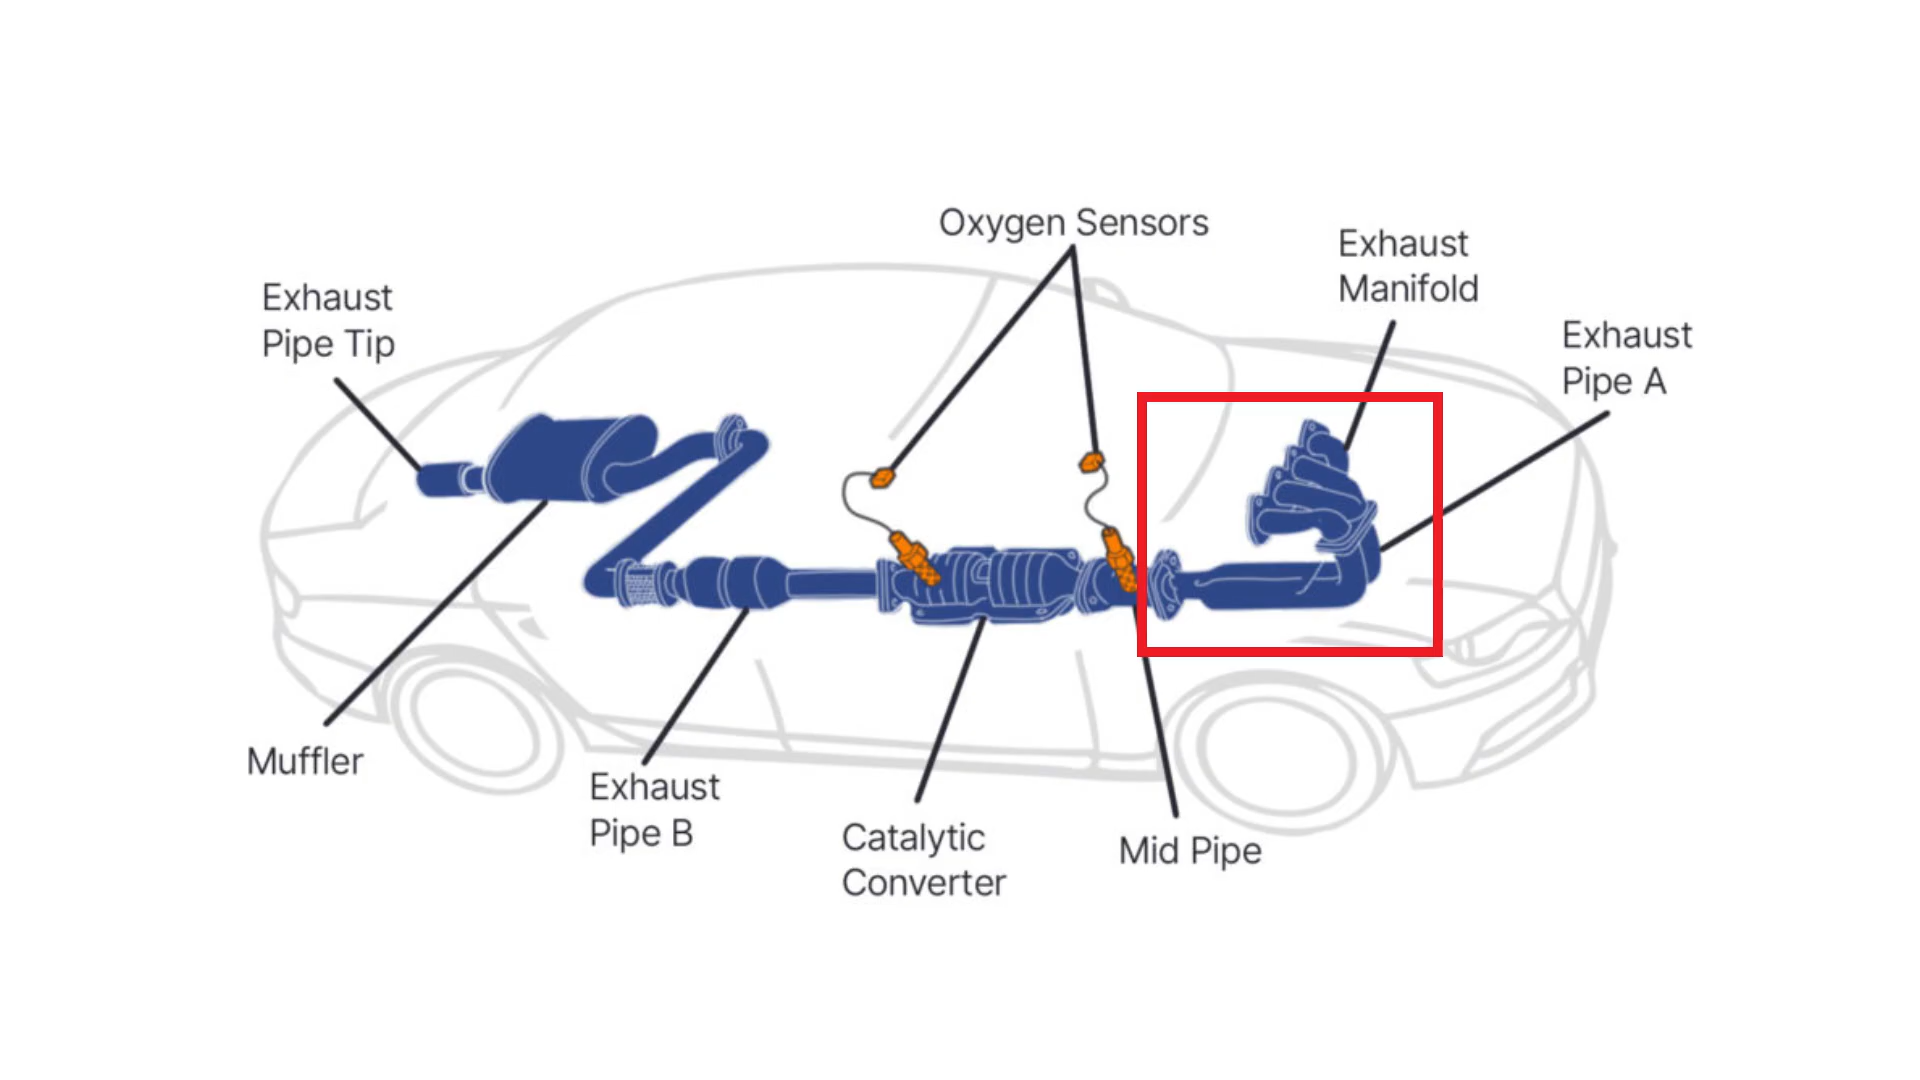 Oxygen Sensors
Exhaust
Manifold
Exhaust
Pipe Tip
Exhaust
Pipe A
Muffler
Exhaust
Pipe B
Catalytic
Converter
Mid Pipe